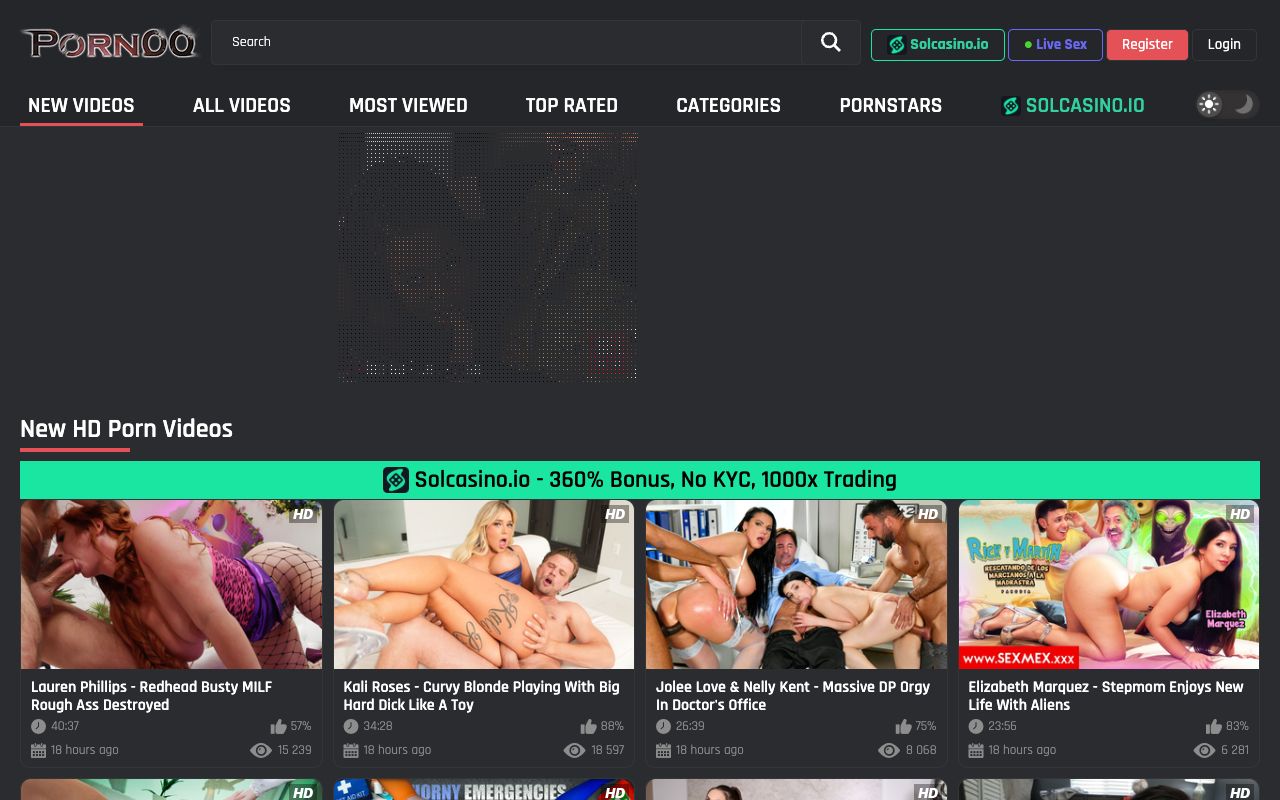 PORN00
Search
Solcasino.io
Live Sex
Register
Login
NEW VIDEOS
ALL VIDEOS
MOST VIEWED
TOP RATED
CATEGORIES
PORNSTARS
SOLCASINO.IO
New HD Porn Videos
Solcasino.io - 360% Bonus, No KYC, 1000x Trading
HD
HD
HD
HD
RICK Y MARTIN
RESCATANDO DE LOS
MARCIANOS A LA
MADRASTRA
PARODIA
Elizabeth
Marquez
www.SEXMEX.xxx
Lauren Phillips - Redhead Busty MILF
Rough Ass Destroyed
40:37
57%
18 hours ago
15 239
Kali Roses - Curvy Blonde Playing With Big
Hard Dick Like A Toy
34:28
88%
18 hours ago
18 597
Jolee Love & Nelly Kent - Massive DP Orgy
In Doctor's Office
26:39
75%
18 hours ago
8 068
Elizabeth Marquez - Stepmom Enjoys New
Life With Aliens
23:56
83%
18 hours ago
6 281
HD
AID KIT
HORNY EMERGENCIES
HD
HD
HD